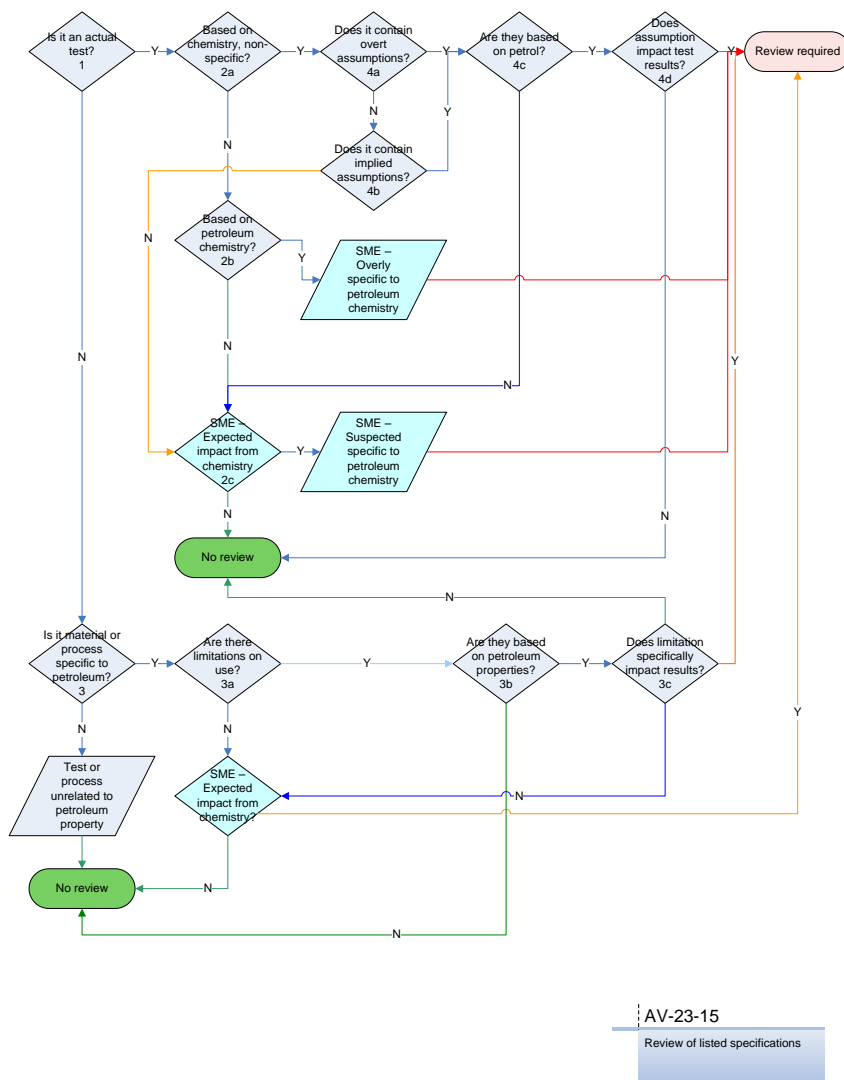 Is it an actual
test?
1
Y
Based on
chemistry, non-
specific?
2a
Y
Does it contain
overt
assumptions?
4a
Y
Are they based
on petrol?
4c
Y
Does
assumption
impact test
results?
4d
Y
Review required
N
Y
N
Does it contain
implied
assumptions?
4b
N
Based on
petroleum
chemistry?
2b
Y
SME –
Overly
specific to
petroleum
chemistry
N
N
N
Y
N
SME –
Expected
impact from
chemistry
2c
Y
SME –
Suspected
specific to
petroleum
chemistry
N
N
No review
N
Is it material or
process
specific to
petroleum?
3
Y
Are there
limitations on
use?
3a
Y
Are they based
on petroleum
properties?
3b
Y
Does limitation
specifically
impact results?
3c
N
N
Y
Test or
process
unrelated to
petroleum
property
SME –
Expected
impact from
chemistry?
N
No review
N
N
AV-23-15
Review of listed specifications